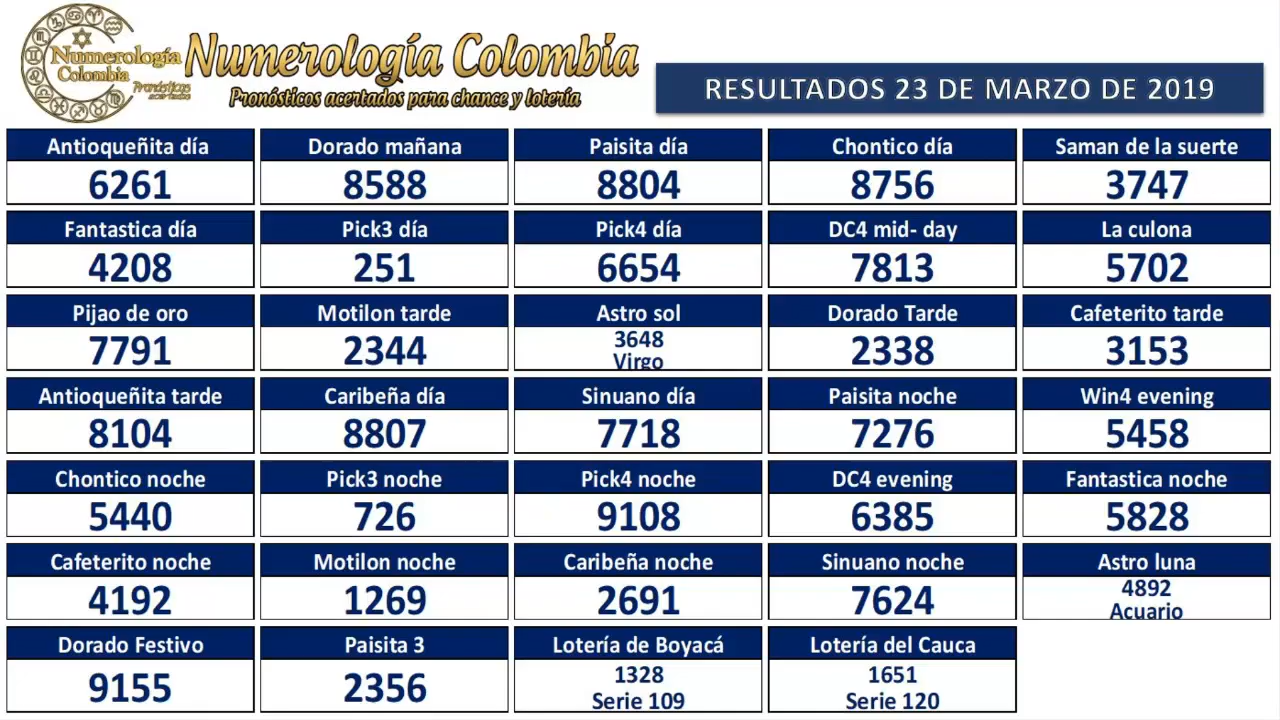 Numerología
Colombia
Pronósticos
Numerología Colombia
Pronósticos acertados para chance y lotería
RESULTADOS 23 DE MARZO DE 2019
Antioqueñita día
6261
Dorado mañana
8588
Paisita día
8804
Chontico día
8756
Saman de la suerte
3747
Fantastica día
4208
Pick3 día
251
Pick4 día
6654
DC4 mid- day
7813
La culona
5702
Pijao de oro
7791
Motilon tarde
2344
Astro sol
3648
Virgo
Dorado Tarde
2338
Cafeterito tarde
3153
Antioqueñita tarde
8104
Caribeña día
8807
Sinuano día
7718
Paisita noche
7276
Win4 evening
5458
Chontico noche
5440
Pick3 noche
726
Pick4 noche
9108
DC4 evening
6385
Fantastica noche
5828
Cafeterito noche
4192
Motilon noche
1269
Caribeña noche
2691
Sinuano noche
7624
Astro luna
4892
Acuario
Dorado Festivo
9155
Paisita 3
2356
Lotería de Boyacá
1328
Serie 109
Lotería del Cauca
1651
Serie 120